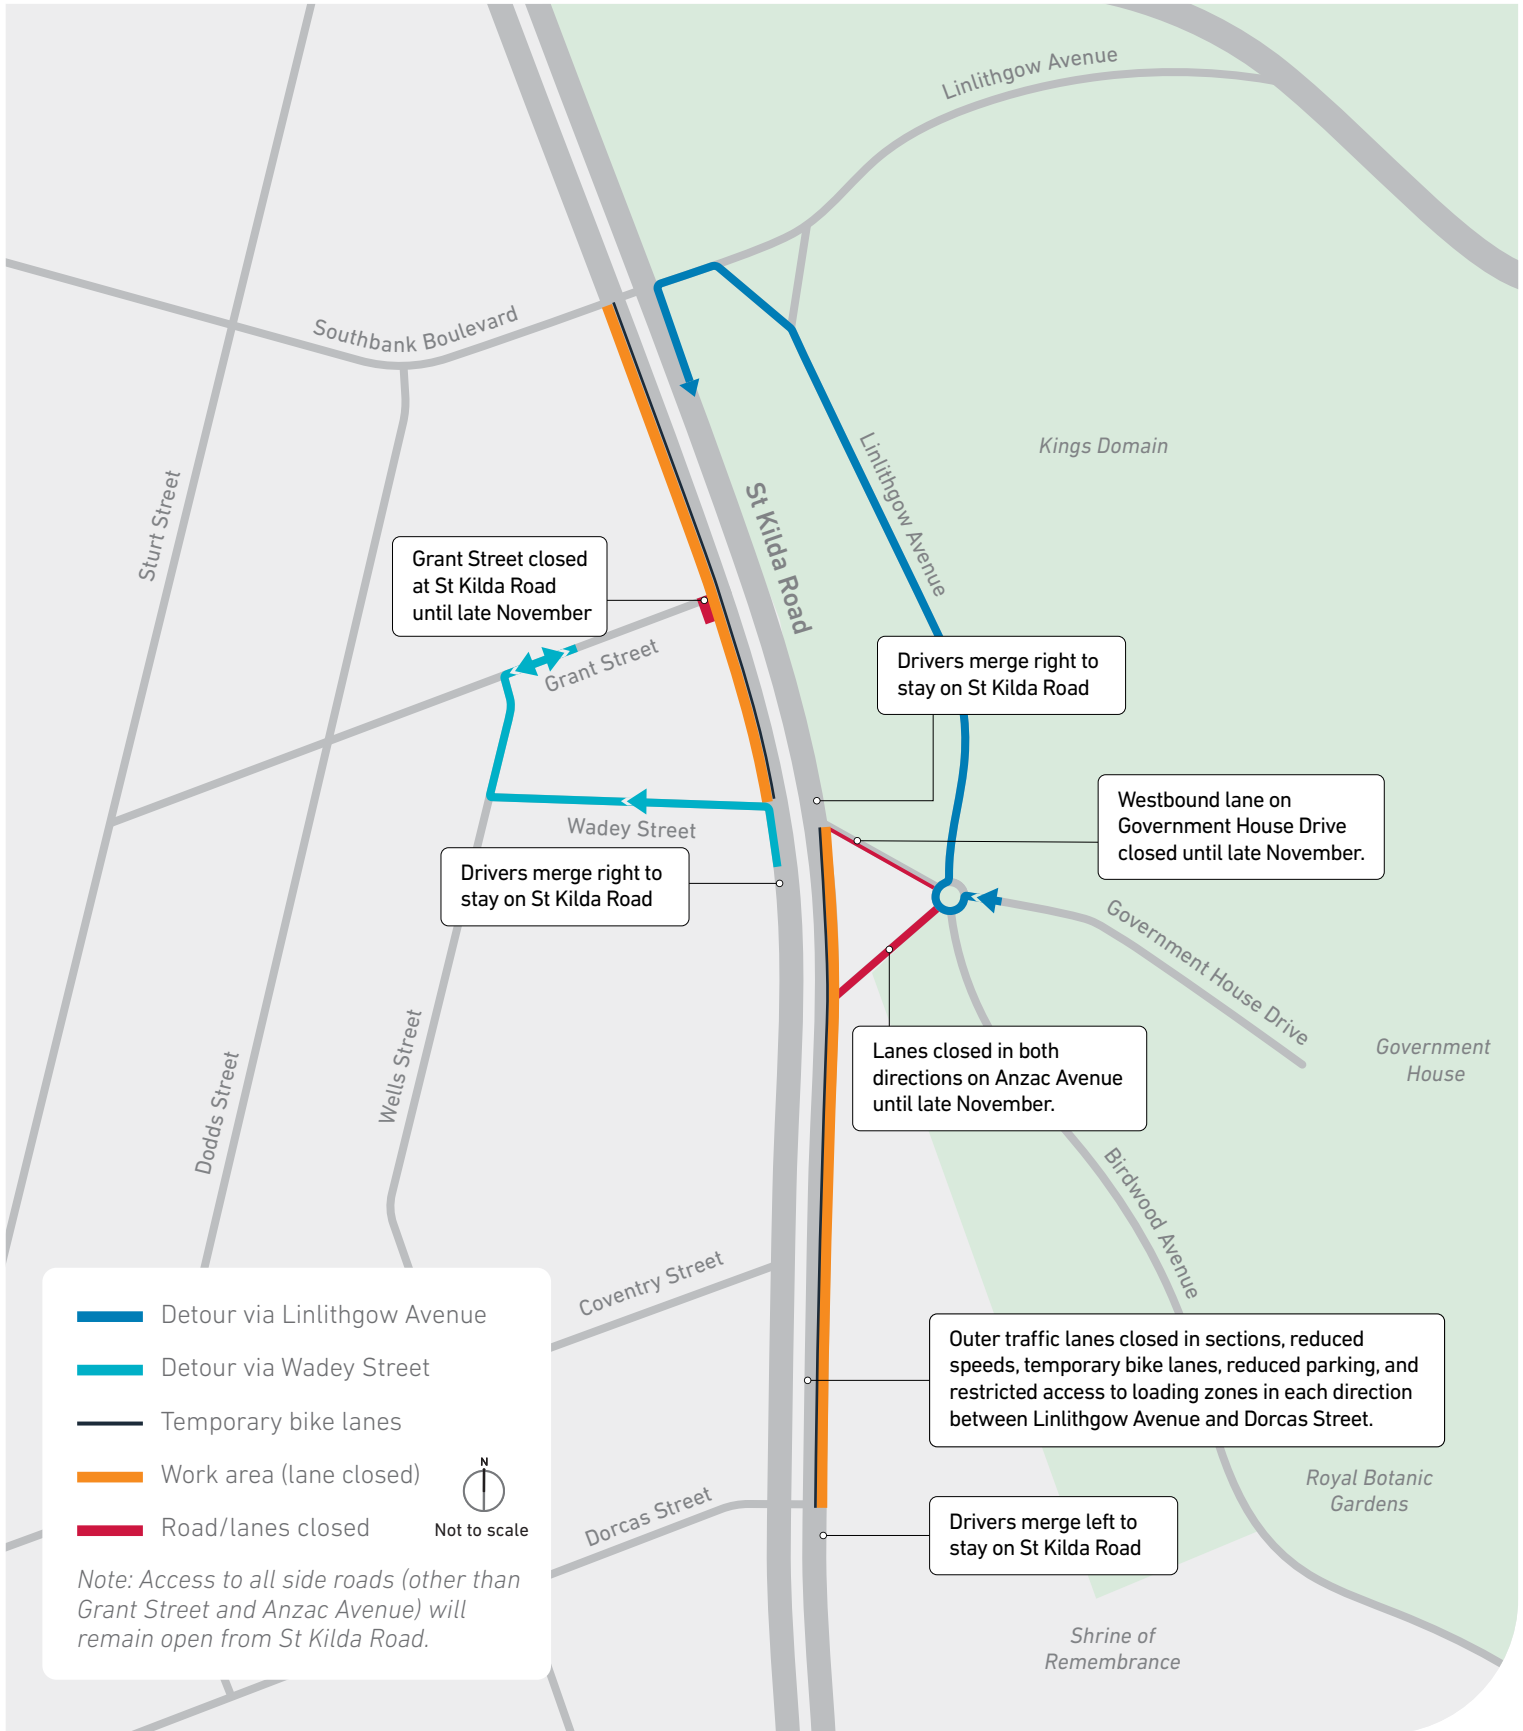 Linlithgow Avenue
Southbank Boulevard
Kings Domain
Linlithgow Avenue
Sturt Street
St Kilda Road
Grant Street closed
at St Kilda Road
until late November
Grant Street
Drivers merge right to
stay on St Kilda Road
Westbound lane on
Government House Drive
closed until late November.
Wadey Street
Drivers merge right to
stay on St Kilda Road
Government House Drive
Government
House
Lanes closed in both
directions on Anzac Avenue
until late November.
Wells Street
Dodds Street
Birdwood Avenue
Coventry Street
Outer traffic lanes closed in sections, reduced
speeds, temporary bike lanes, reduced parking, and
restricted access to loading zones in each direction
between Linlithgow Avenue and Dorcas Street.
Royal Botanic
Gardens
Dorcas Street
Drivers merge left to
stay on St Kilda Road
Shrine of
Remembrance
Detour via Linlithgow Avenue
Detour via Wadey Street
Temporary bike lanes
Work area (lane closed)
Road/lanes closed
N
Not to scale
Note: Access to all side roads (other than
Grant Street and Anzac Avenue) will
remain open from St Kilda Road.